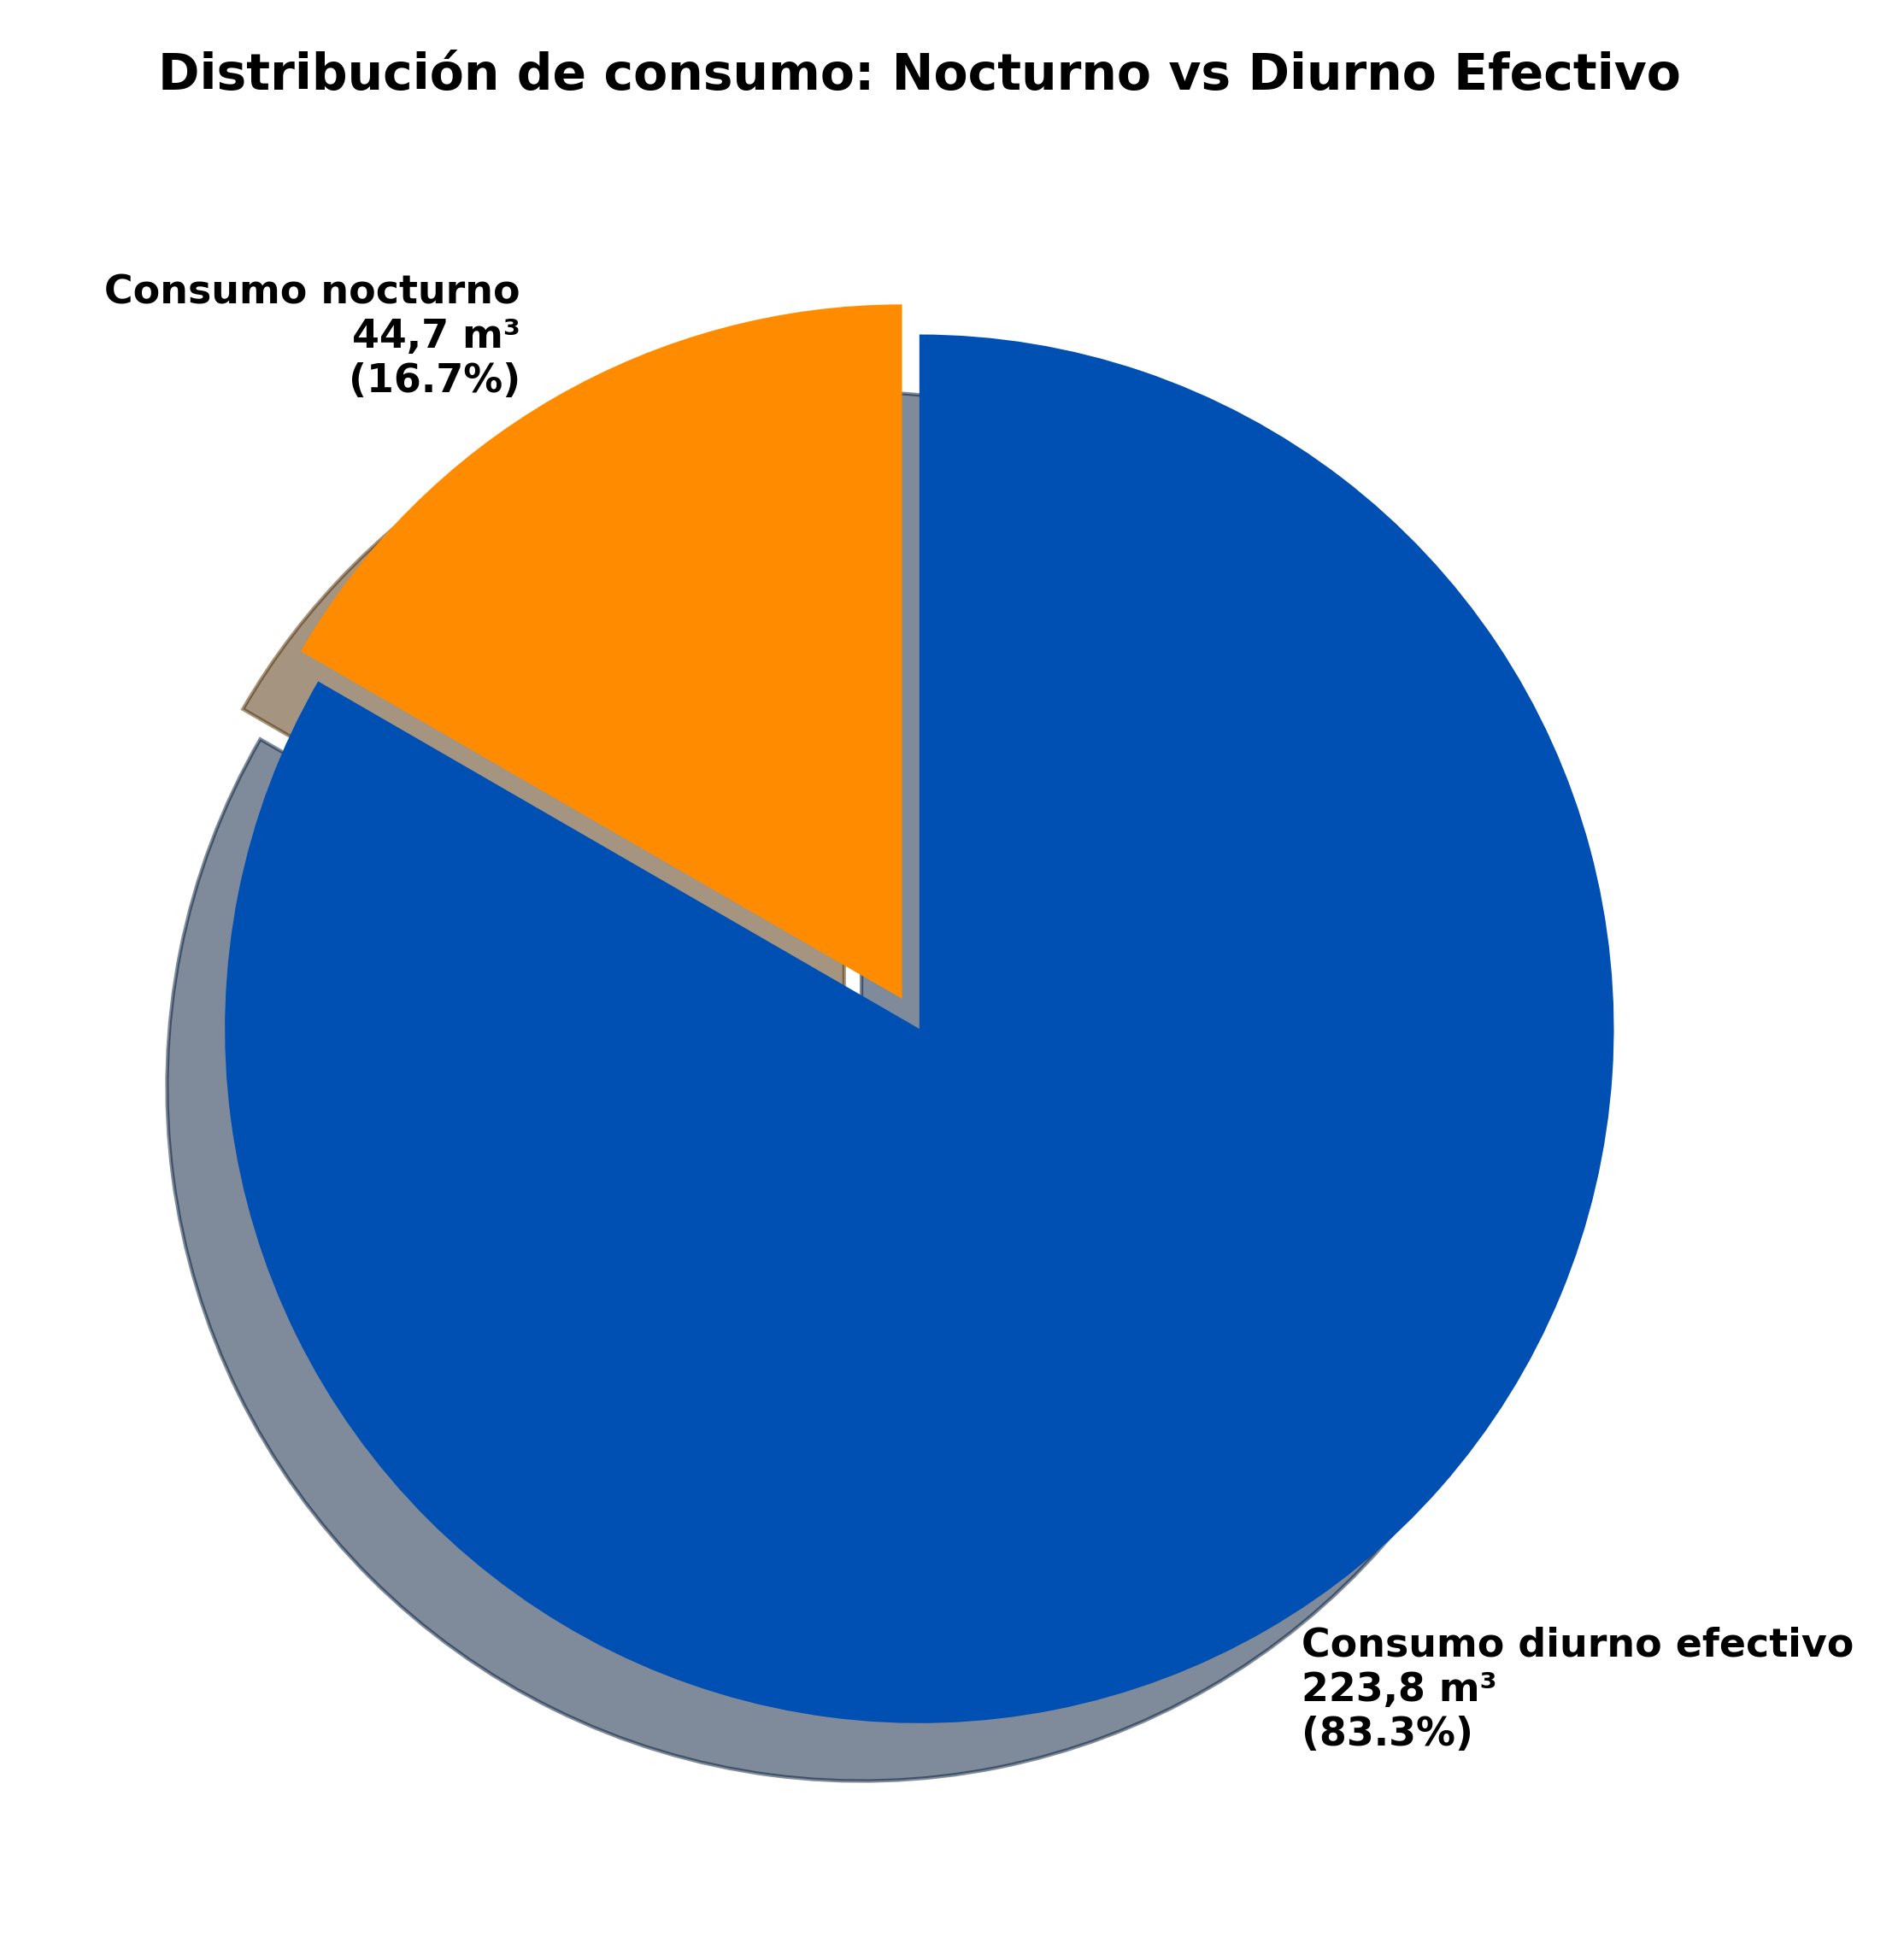 Distribución de consumo: Nocturno vs Diurno Efectivo
Consumo nocturno
44,7 m³
(16.7%)
Consumo diurno efectivo
223,8 m³
(83.3%)